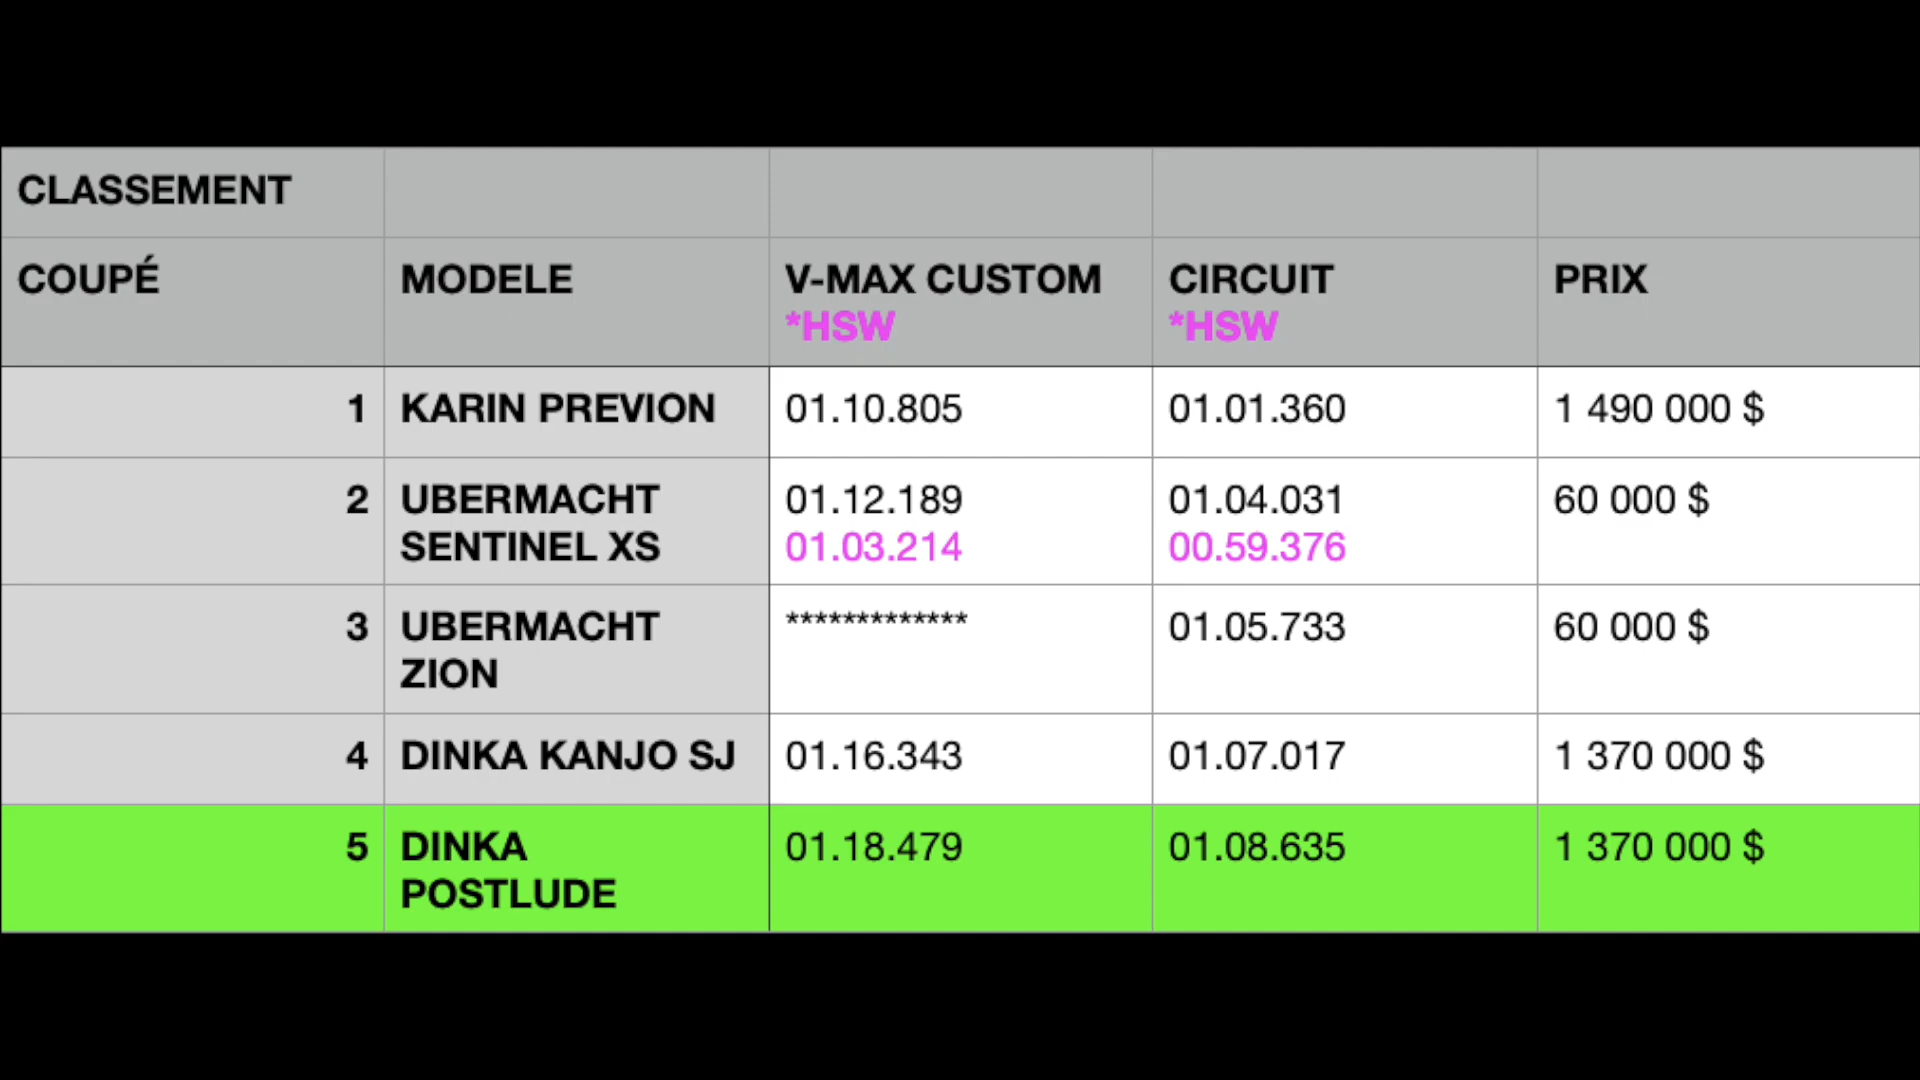 CLASSEMENT
COUPÉ MODELE V-MAX CUSTOM CIRCUIT PRIX
*HSW *HSW
1 KARIN PREVION 01.10.805 01.01.360 1 490 000 $
2 UBERMACHT 01.12.189 01.04.031 60 000 $
SENTINEL XS 01.03.214 00.59.376
3 UBERMACHT ************* 01.05.733 60 000 $
ZION
4 DINKA KANJO SJ 01.16.343 01.07.017 1 370 000 $
5 DINKA 01.18.479 01.08.635 1 370 000 $
POSTLUDE